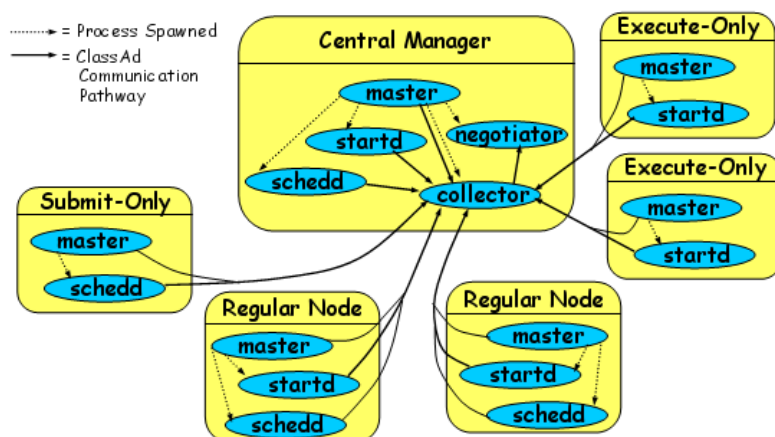 = Process Spawned
= ClassAd
Communication
Pathway
Central Manager
master
startd
negotiator
schedd
collector
Execute-Only
master
startd
Execute-Only
master
startd
Submit-Only
master
schedd
Regular Node
master
startd
schedd
Regular Node
master
startd
schedd